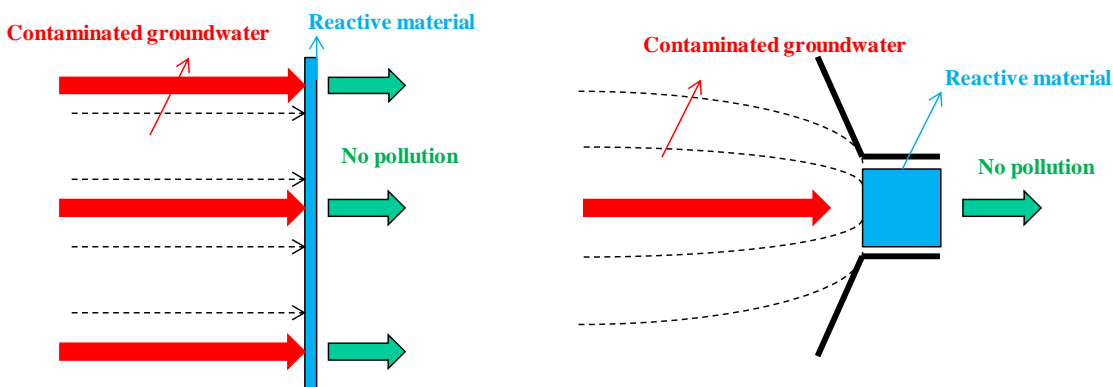 Reactive material
Contaminated groundwater
No pollution
Contaminated groundwater
Reactive material
No pollution